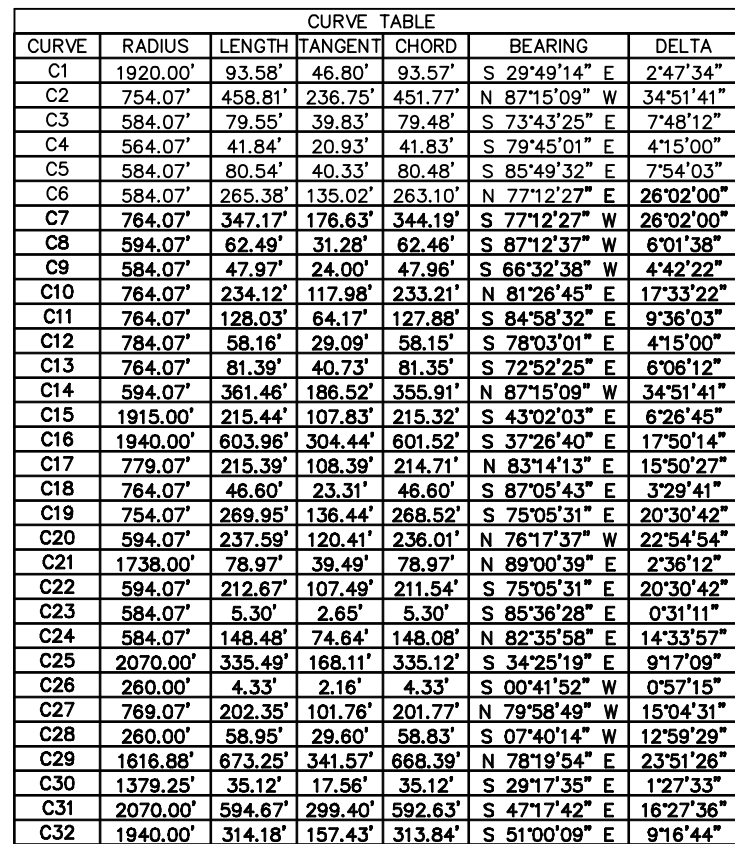 CURVE TABLE
CURVE RADIUS LENGTH TANGENT CHORD BEARING DELTA
C1 1920.00' 93.58' 46.80' 93.57' S 29°49'14" E 2°47'34"
C2 754.07' 458.81' 236.75' 451.77' N 87°15'09" W 34°51'41"
C3 584.07' 79.55' 39.83' 79.48' S 73°43'25" E 7°48'12"
C4 564.07' 41.84' 20.93' 41.83' S 79°45'01" E 4°15'00"
C5 584.07' 80.54' 40.33' 80.48' S 85°49'32" E 7°54'03"
C6 584.07' 265.38' 135.02' 263.10' N 77°12'27" E 26°02'00"
C7 764.07' 347.17' 176.63' 344.19' S 77°12'27" W 26°02'00"
C8 594.07' 62.49' 31.28' 62.46' S 87°12'37" W 6°01'38"
C9 584.07' 47.97' 24.00' 47.96' S 66°32'38" W 4°42'22"
C10 764.07' 234.12' 117.98' 233.21' N 81°26'45" E 17°33'22"
C11 764.07' 128.03' 64.17' 127.88' S 84°58'32" E 9°36'03"
C12 784.07' 58.16' 29.09' 58.15' S 78°03'01" E 4°15'00"
C13 764.07' 81.39' 40.73' 81.35' S 72°52'25" E 6°06'12"
C14 594.07' 361.46' 186.52' 355.91' N 87°15'09" W 34°51'41"
C15 1915.00' 215.44' 107.83' 215.32' S 43°02'03" E 6°26'45"
C16 1940.00' 603.96' 304.44' 601.52' S 37°26'40" E 17°50'14"
C17 779.07' 215.39' 108.39' 214.71' N 83°14'13" E 15°50'27"
C18 764.07' 46.60' 23.31' 46.60' S 87°05'43" E 3°29'41"
C19 754.07' 269.95' 136.44' 268.52' S 75°05'31" E 20°30'42"
C20 594.07' 237.59' 120.41' 236.01' N 76°17'37" W 22°54'54"
C21 1738.00' 78.97' 39.49' 78.97' N 89°00'39" E 2°36'12"
C22 594.07' 212.67' 107.49' 211.54' S 75°05'31" E 20°30'42"
C23 584.07' 5.30' 2.65' 5.30' S 85°36'28" E 0°31'11"
C24 584.07' 148.48' 74.64' 148.08' N 82°35'58" E 14°33'57"
C25 2070.00' 335.49' 168.11' 335.12' S 34°25'19" E 9°17'09"
C26 260.00' 4.33' 2.16' 4.33' S 00°41'52" W 0°57'15"
C27 769.07' 202.35' 101.76' 201.77' N 79°58'49" W 15°04'31"
C28 260.00' 58.95' 29.60' 58.83' S 07°40'14" W 12°59'29"
C29 1616.88' 673.25' 341.57' 668.39' N 78°19'54" E 23°51'26"
C30 1379.25' 35.12' 17.56' 35.12' S 29°17'35" E 1°27'33"
C31 2070.00' 594.67' 299.40' 592.63' S 47°17'42" E 16°27'36"
C32 1940.00' 314.18' 157.43' 313.84' S 51°00'09" E 9°16'44"